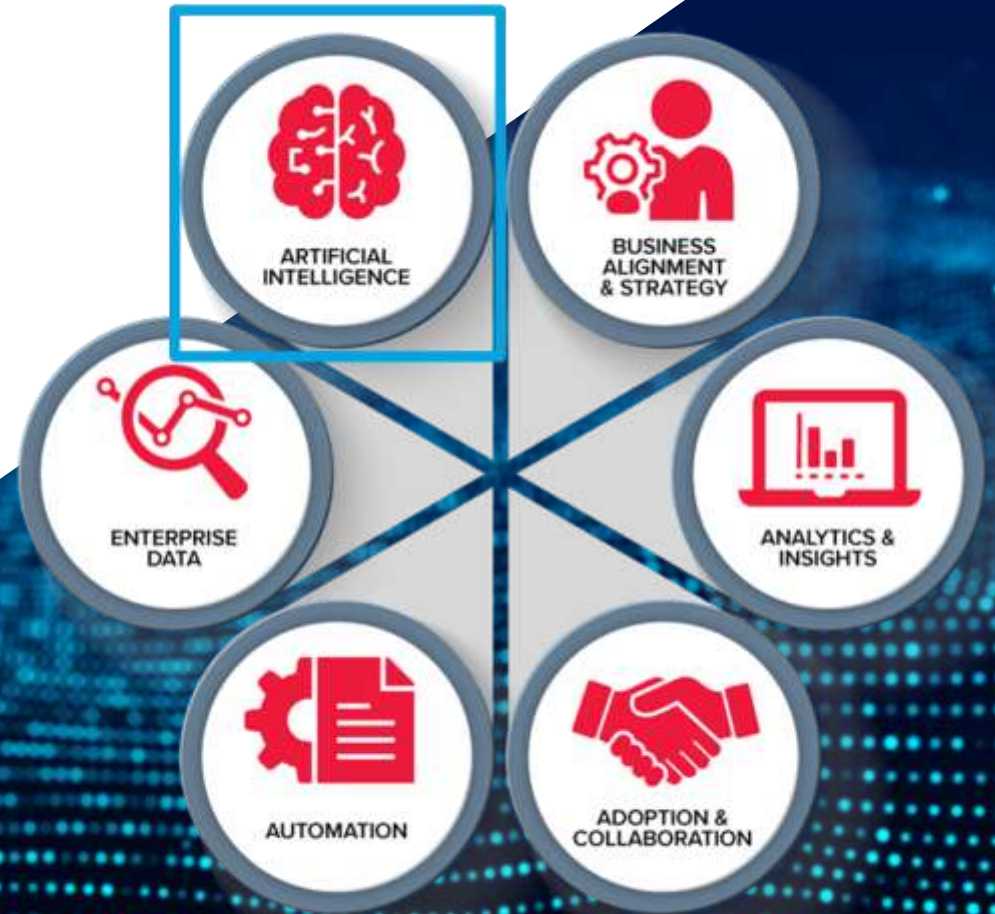 ARTIFICIAL
INTELLIGENCE
BUSINESS
ALIGNMENT
& STRATEGY
ENTERPRISE
DATA
ANALYTICS &
INSIGHTS
AUTOMATION
ADOPTION &
COLLABORATION